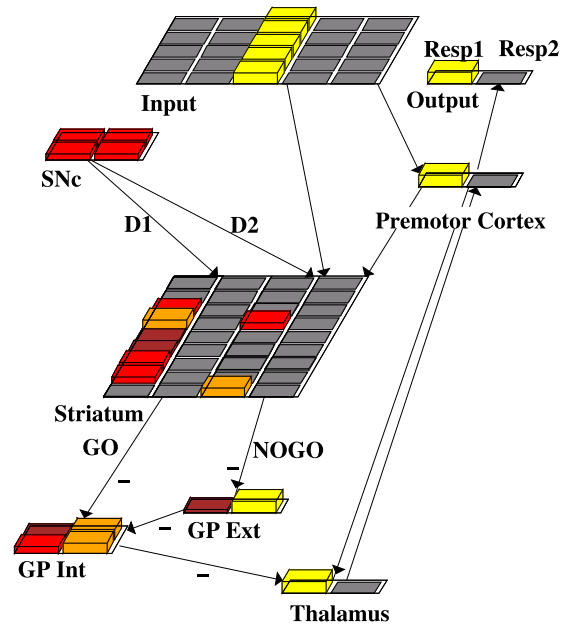 Resp1 Resp2
Input
Output
SNc
D1
D2
Premotor Cortex
Striatum
GO
NOGO
–
–
GP Ext
–
GP Int
–
Thalamus